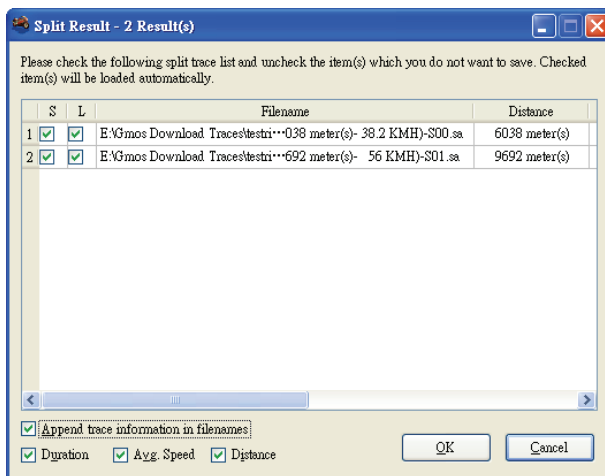 Split Result - 2 Result(s)
Please check the following split trace list and uncheck the item(s) which you do not want to save. Checked
item(s) will be loaded automatically.
S L Filename Distance
1 E:\Gmos Download Traces\testri···038 meter(s)- 38.2 KMH)-S00.sa 6038 meter(s)
2 E:\Gmos Download Traces\testri···692 meter(s)- 56 KMH)-S01.sa 9692 meter(s)
Append trace information in filenames
Duration Avg. Speed Distance OK Cancel